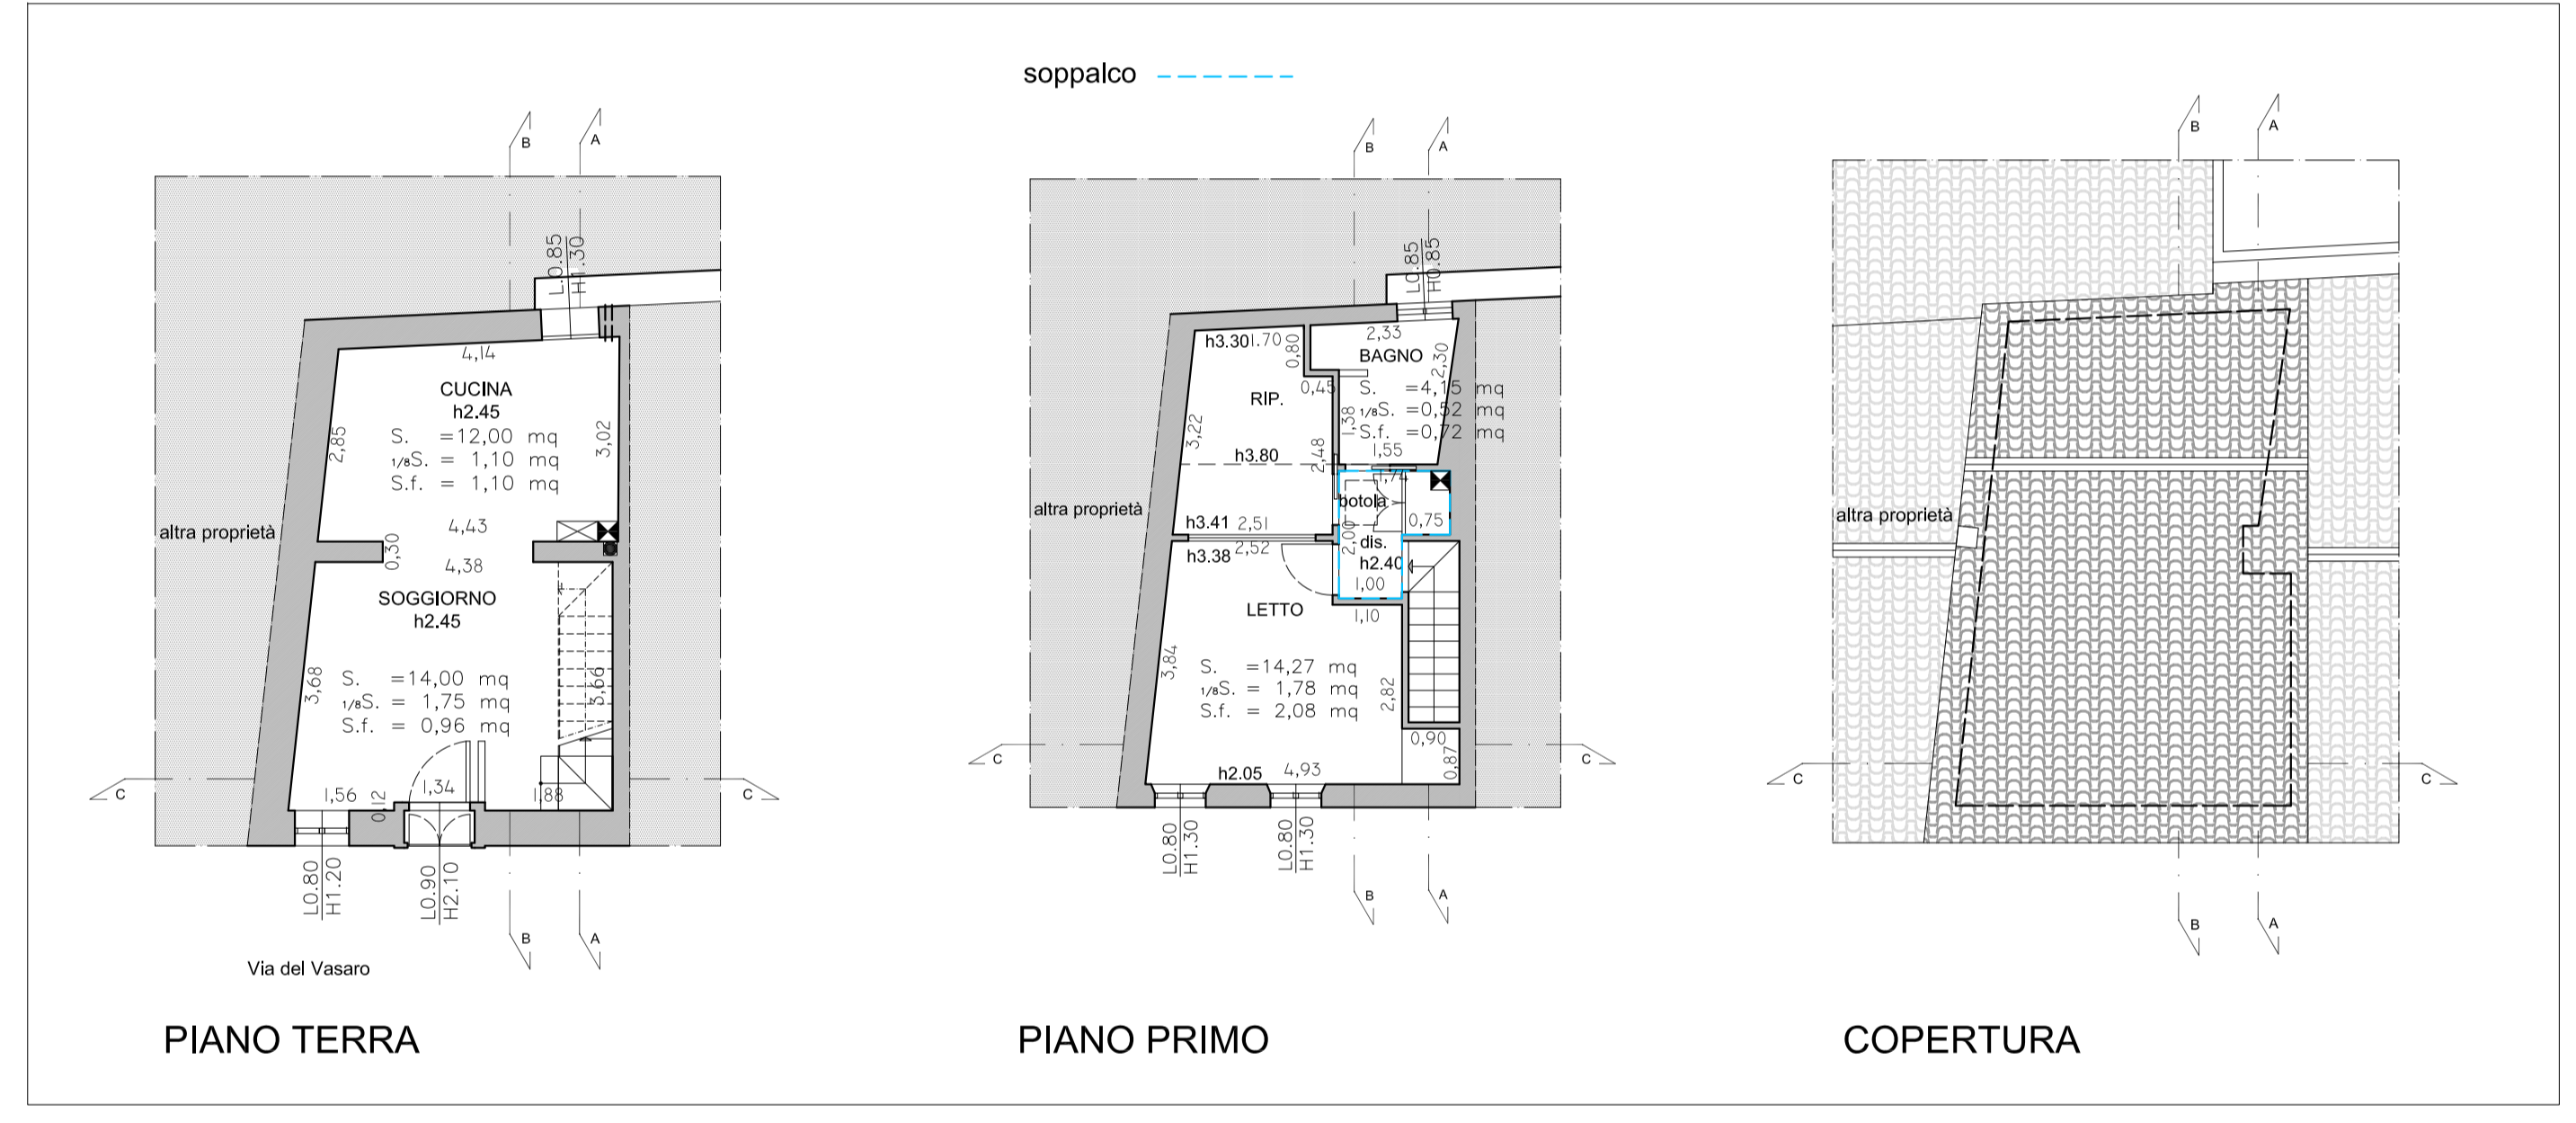 soppalco
B
A
L0.85
H1.30
4,14
CUCINA
h2.45
2,85
3,02
S. =12,00 mq
1/8S. = 1,10 mq
S.f. = 1,10 mq
altra proprietà
4,43
0,30
4,38
SOGGIORNO
h2.45
3,68
3,66
S. =14,00 mq
1/8S. = 1,75 mq
S.f. = 0,96 mq
C
C
1,56
0,12
1,34
1,88
L0.80
H1.20
L0.90
H2.10
B
A
Via del Vasaro
PIANO TERRA
B
A
L0.85
H0.85
h3.30
1.70
0,80
2,33
BAGNO
2,30
0,45
RIP.
S. =4,15 mq
1/8S. =0,52 mq
S.f. =0,72 mq
1,38
3,22
h3.80
2,48
1,55
1,74
botola
altra proprietà
h3.41
2,51
0,75
2,00
dis.
h2.40
h3.38
2,52
1,00
LETTO
1,10
3,84
S. =14,27 mq
1/8S. = 1,78 mq
S.f. = 2,08 mq
2,82
0,90
0,87
C
C
h2.05
4,93
L0.80
H1.30
L0.80
H1.30
B
A
PIANO PRIMO
B
A
altra proprietà
C
C
B
A
COPERTURA